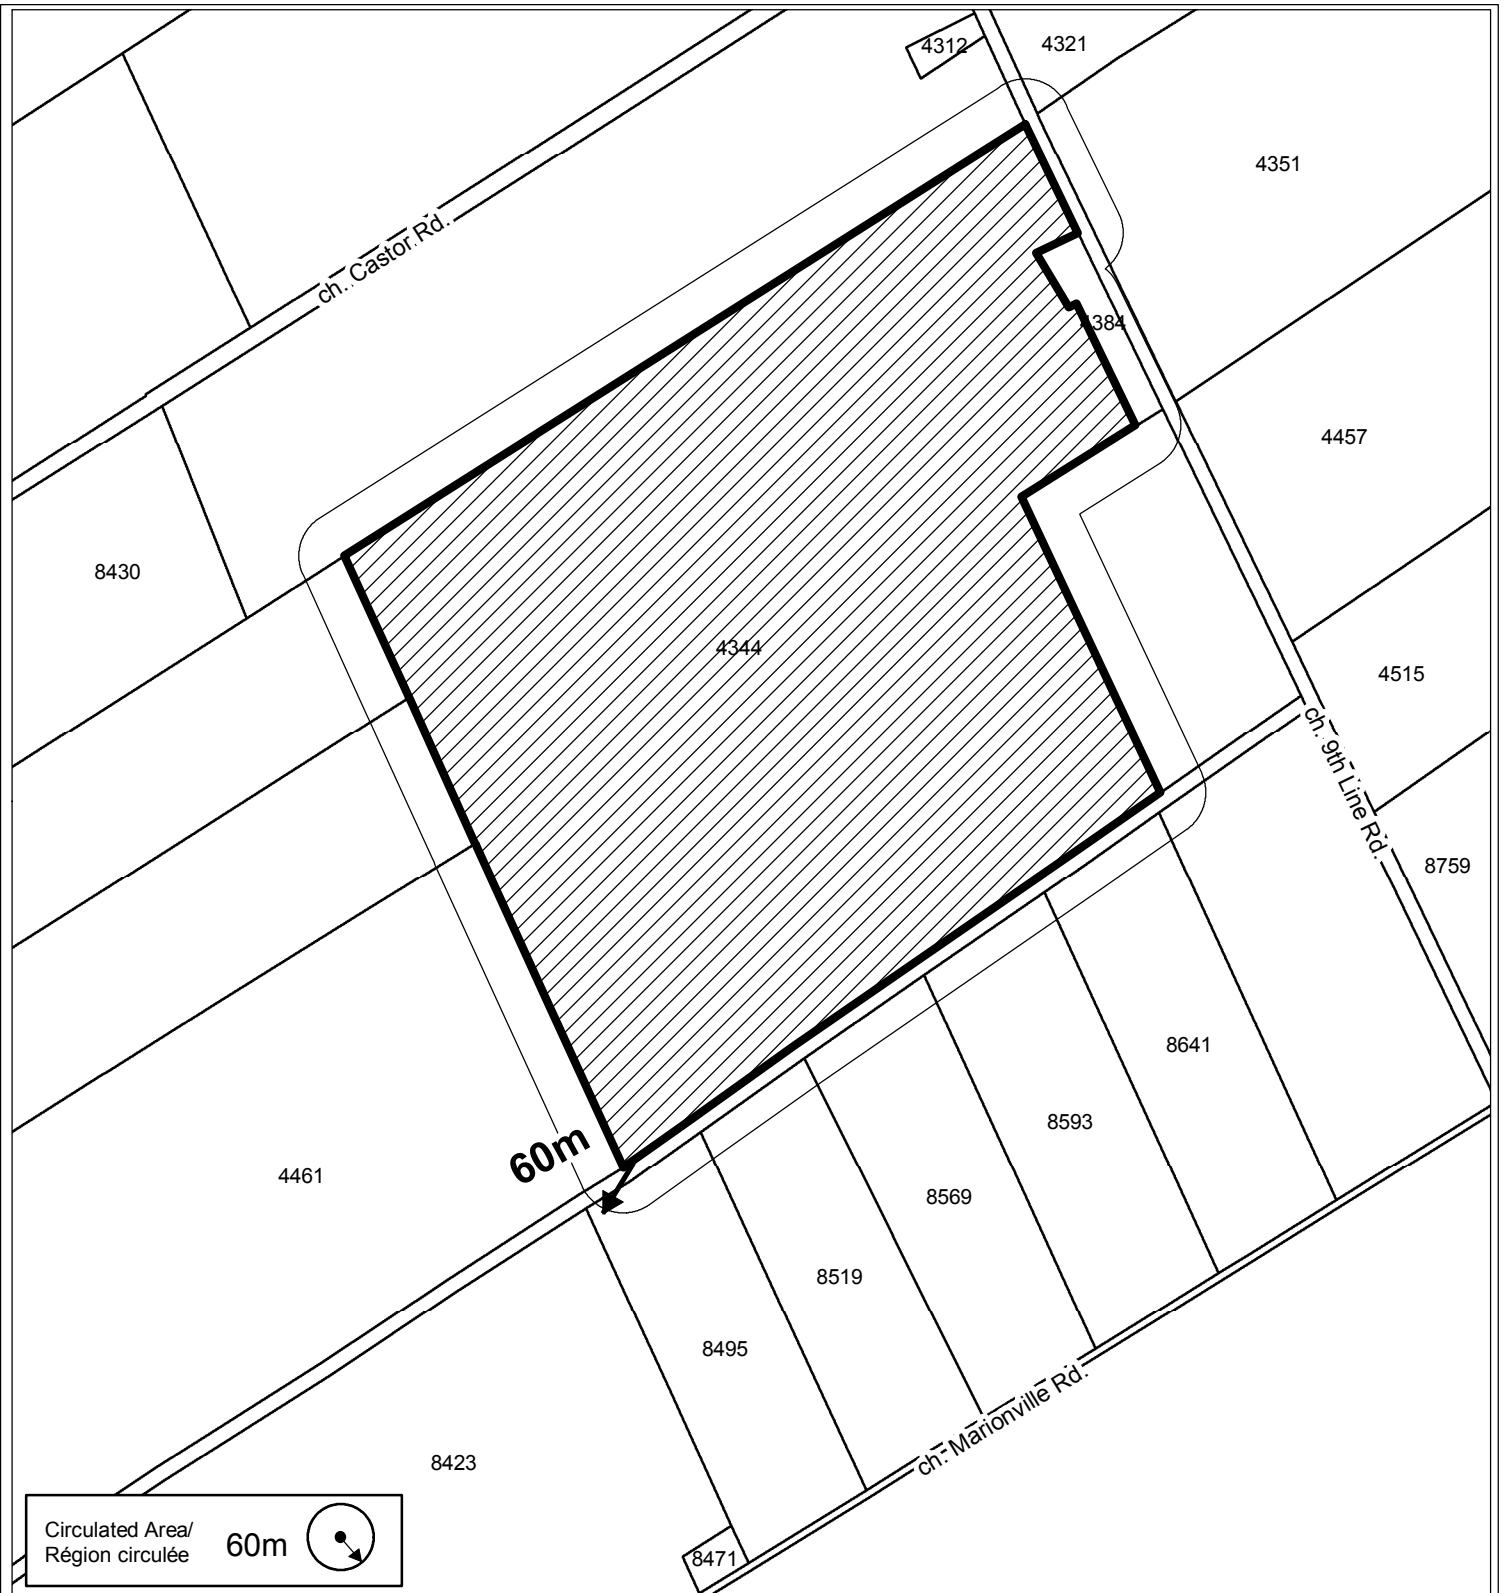 4312
4321
4351
ch. Castor Rd.
4384
4457
8430
4344
4515
ch. 9th Line Rd.
8759
8641
8593
60m
4461
8569
8519
8495
ch. Marionville Rd.
8423
Circulated Area/
Région circulée
60m
8471